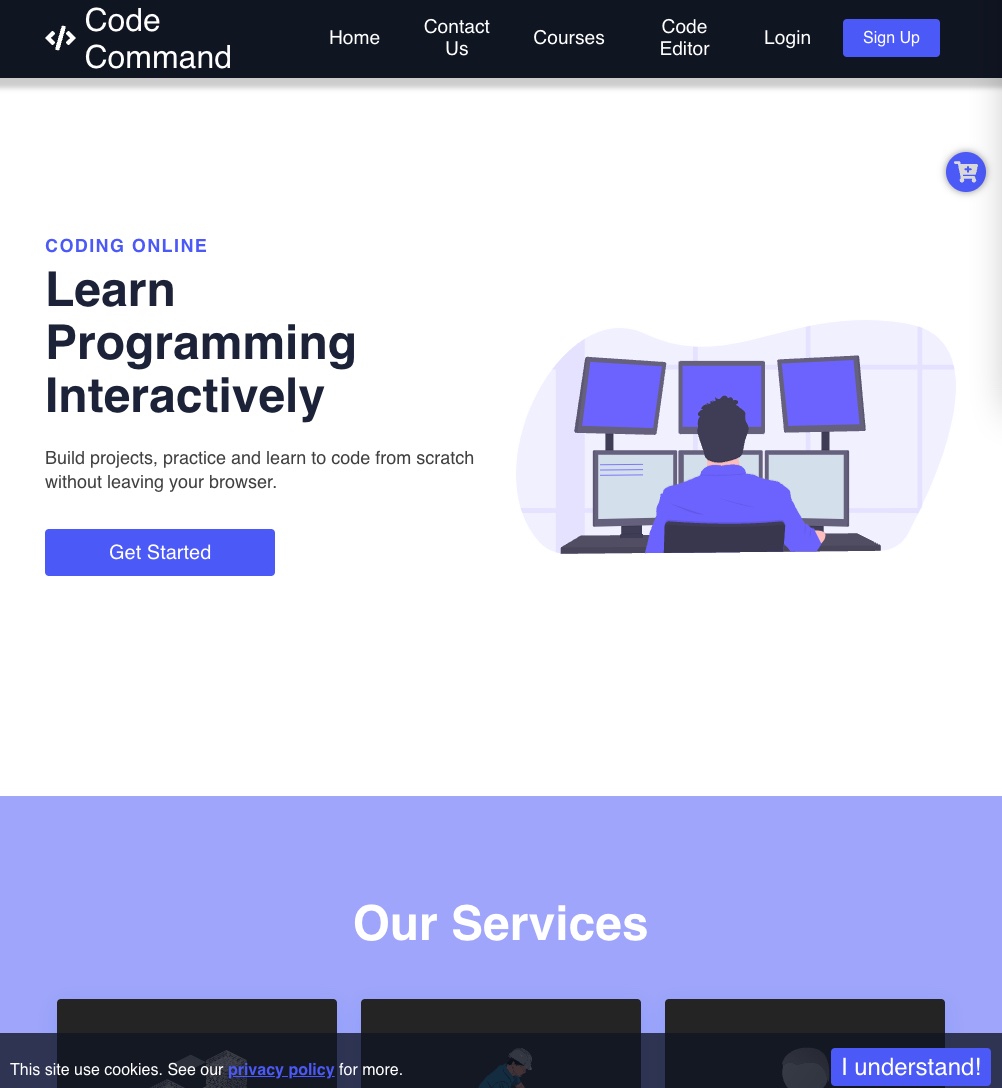 Code
Command
Home
Contact
Us
Courses
Code
Editor
Login
Sign Up
CODING ONLINE
Learn
Programming
Interactively
Build projects, practice and learn to code from scratch
without leaving your browser.
Get Started
Our Services
This site use cookies. See our privacy policy for more.
I understand!